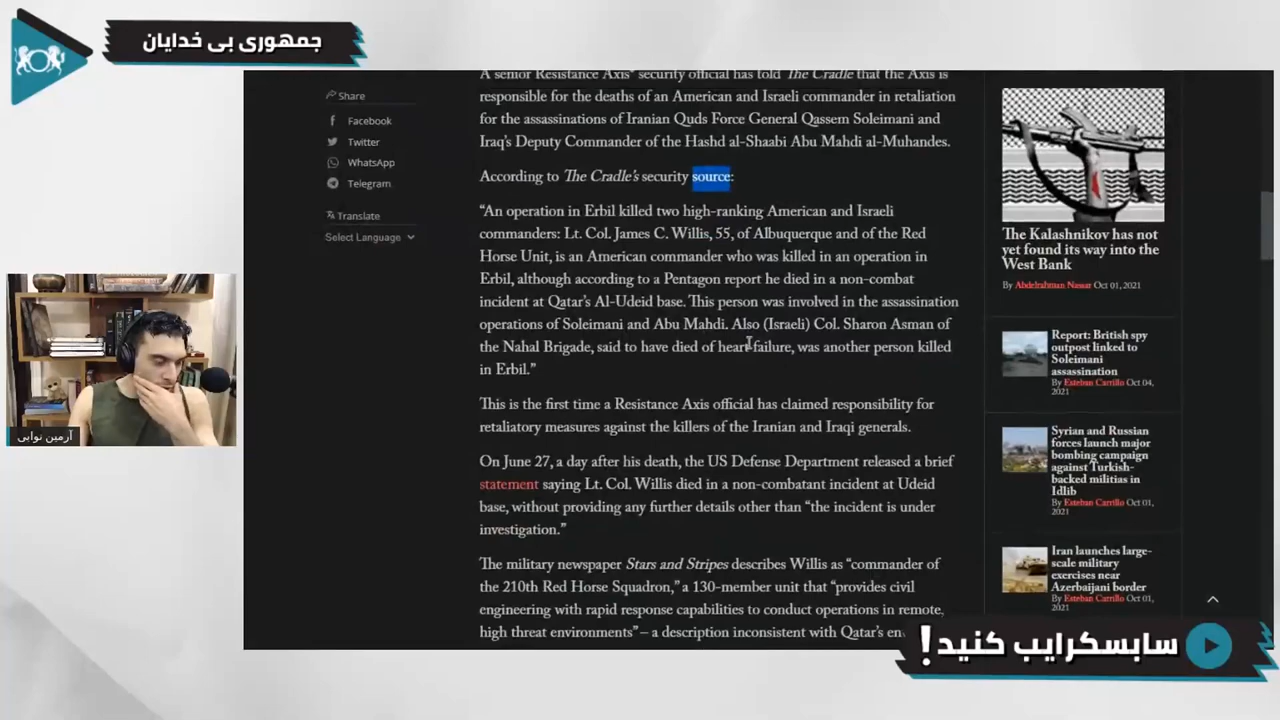 جمهوری بی خدایان
Share
Facebook
Twitter
WhatsApp
Telegram
Translate
Select Language
A senior Resistance Axis* security official has told The Cradle that the Axis is
responsible for the deaths of an American and Israeli commander in retaliation
for the assassinations of Iranian Quds Force General Qassem Soleimani and
Iraq's Deputy Commander of the Hashd al-Shaabi Abu Mahdi al-Muhandes.
According to The Cradle's security source:
“An operation in Erbil killed two high-ranking American and Israeli
commanders: Lt. Col. James C. Willis, 55, of Albuquerque and of the Red
Horse Unit, is an American commander who was killed in an operation in
Erbil, although according to a Pentagon report he died in a non-combat
incident at Qatar's Al-Udeid base. This person was involved in the assassination
operations of Soleimani and Abu Mahdi. Also (Israeli) Col. Sharon Asman of
the Nahal Brigade, said to have died of heart failure, was another person killed
in Erbil.”
This is the first time a Resistance Axis official has claimed responsibility for
retaliatory measures against the killers of the Iranian and Iraqi generals.
On June 27, a day after his death, the US Defense Department released a brief
statement saying Lt. Col. Willis died in a non-combatant incident at Udeid
base, without providing any further details other than “the incident is under
investigation.”
The military newspaper Stars and Stripes describes Willis as “commander of
the 210th Red Horse Squadron,” a 130-member unit that “provides civil
engineering with rapid response capabilities to conduct operations in remote,
high threat environments” – a description inconsistent with Qatar's
The Kalashnikov has not
yet found its way into the
West Bank
By Abdelrahman Nassar Oct 01, 2021
Report: British spy
outpost linked to
Soleimani
assassination
By Esteban Carrillo Oct 04,
2021
Syrian and Russian
forces launch major
bombing campaign
against Turkish-
backed militias in
Idlib
By Esteban Carrillo Oct 01,
2021
Iran launches large-
scale military
exercises near
Azerbaijani border
By Esteban Carrillo Oct 01,
2021
آرمین نوابی
سابسکرایب کنید!